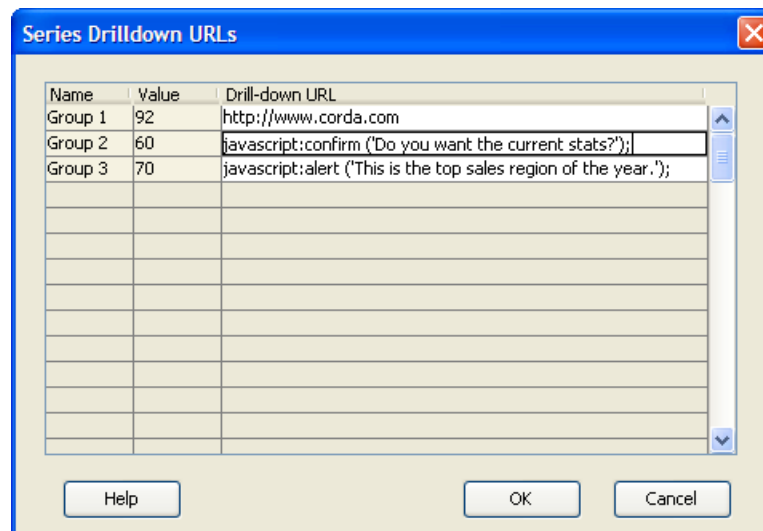 Series Drilldown URLs
Name Value Drill-down URL
Group 1 92 http://www.corda.com
Group 2 60 javascript:confirm ('Do you want the current stats?');
Group 3 70 javascript:alert ('This is the top sales region of the year.');
Help OK Cancel